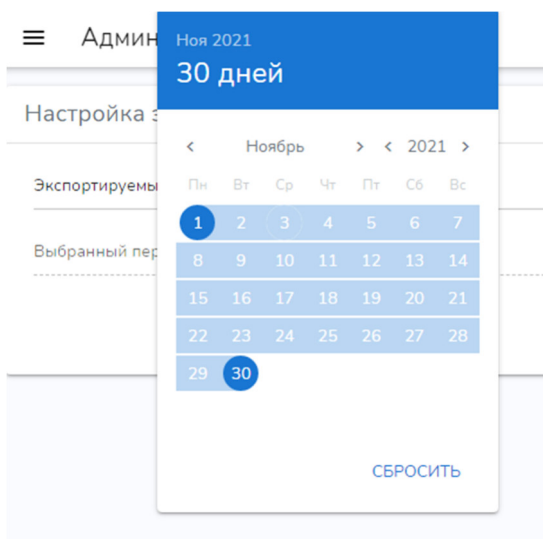 Админ
Ноя 2021
30 дней
Настройка
Ноябрь 2021
Экспортируемы
Пн Вт Ср Чт Пт Сб Вс
1 2 3 4 5 6 7
Выбранный пер
8 9 10 11 12 13 14
15 16 17 18 19 20 21
22 23 24 25 26 27 28
29 30
СБРОСИТЬ